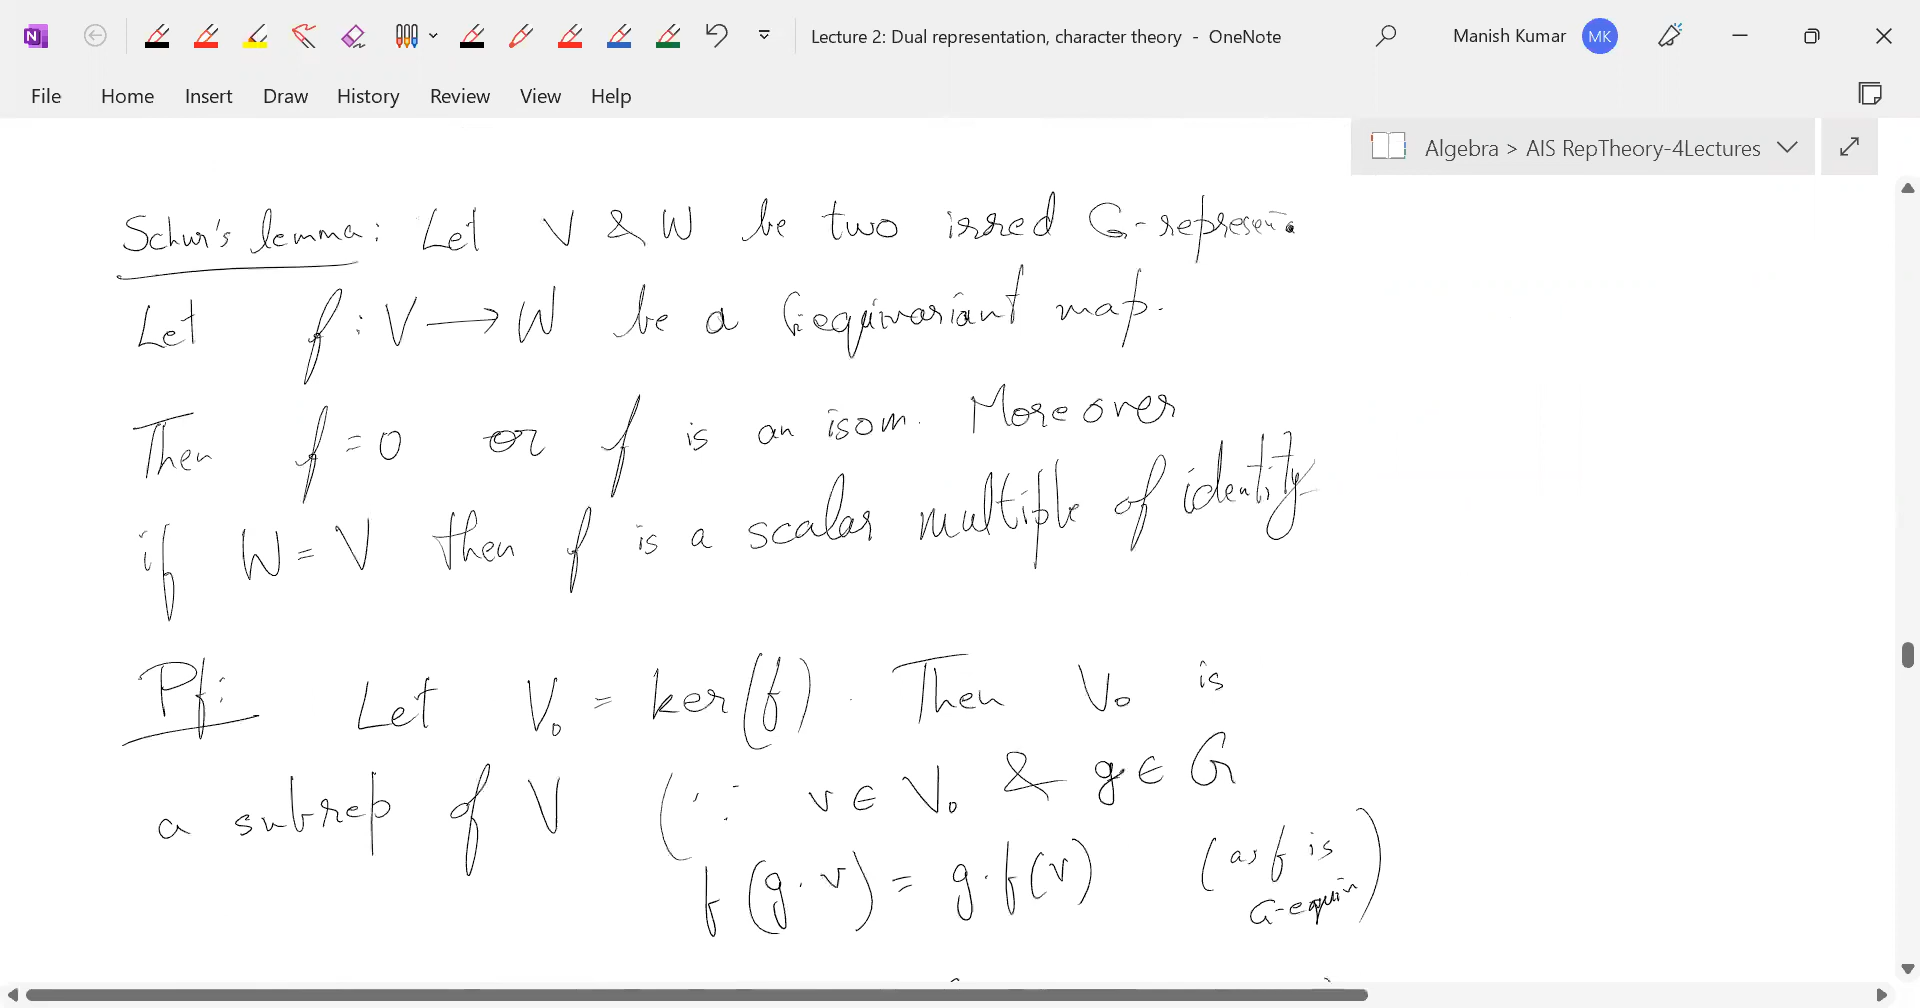 Lecture 2: Dual representation, character theory - OneNote
Manish Kumar MK
File Home Insert Draw History Review View Help
Algebra > AIS RepTheory-4Lectures
Schur's lemma: Let V & W be two irred G-represent.
Let f : V → W be a G-equivariant map.
Then f = 0 or f is an isom. Moreover
if W = V then f is a scalar multiple of identity
Pf: Let V₀ = ker(f). Then V₀ is
a subrep of V (∵ v ∈ V₀ & g ∈ G
f(g·v) = g·f(v) (as f is
G-equiv)